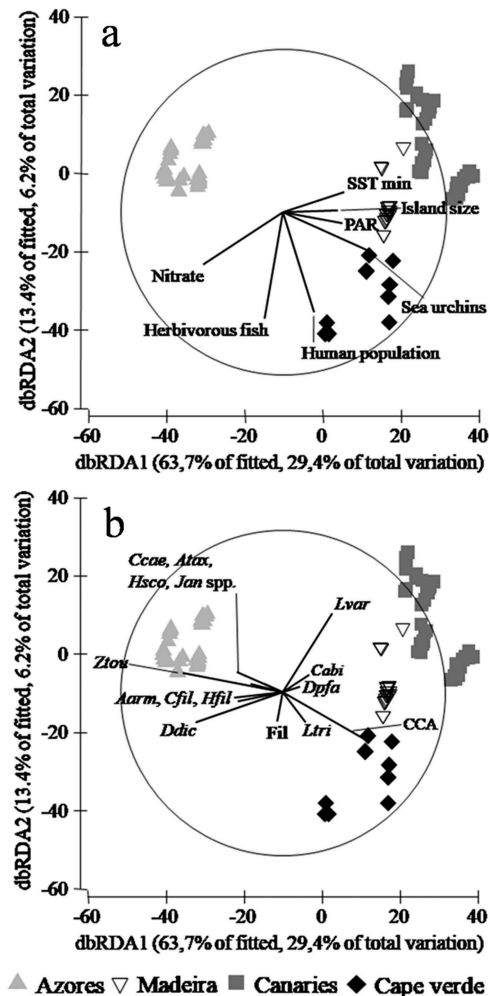 a
40
20
0
-20
-40
-60
dbRDA2 (13.4% of fitted, 6.2% of total variation)
SST min
Island size
PAR
Nitrate
Sea urchins
Herbivorous fish
Human population
-60 -40 -20 0 20 40
dbRDA1 (63,7% of fitted, 29,4% of total variation)
b
40
20
0
-20
-40
-60
dbRDA2 (13.4% of fitted, 6.2% of total variation)
Ccae, Atax,
Hsco, Jan spp.
Lvar
Ztou
Cabi
Dpfa
Aarm, Cfil, Hfil
Ddic
Fil
Ltri
CCA
-60 -40 -20 0 20 40
dbRDA1 (63,7% of fitted, 29,4% of total variation)
Azores Madeira Canaries Cape verde